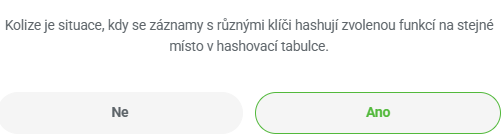 Kolize je situace, kdy se záznamy s různými klíči hashují zvolenou funkcí na stejné
místo v hashovací tabulce.
Ne
Ano